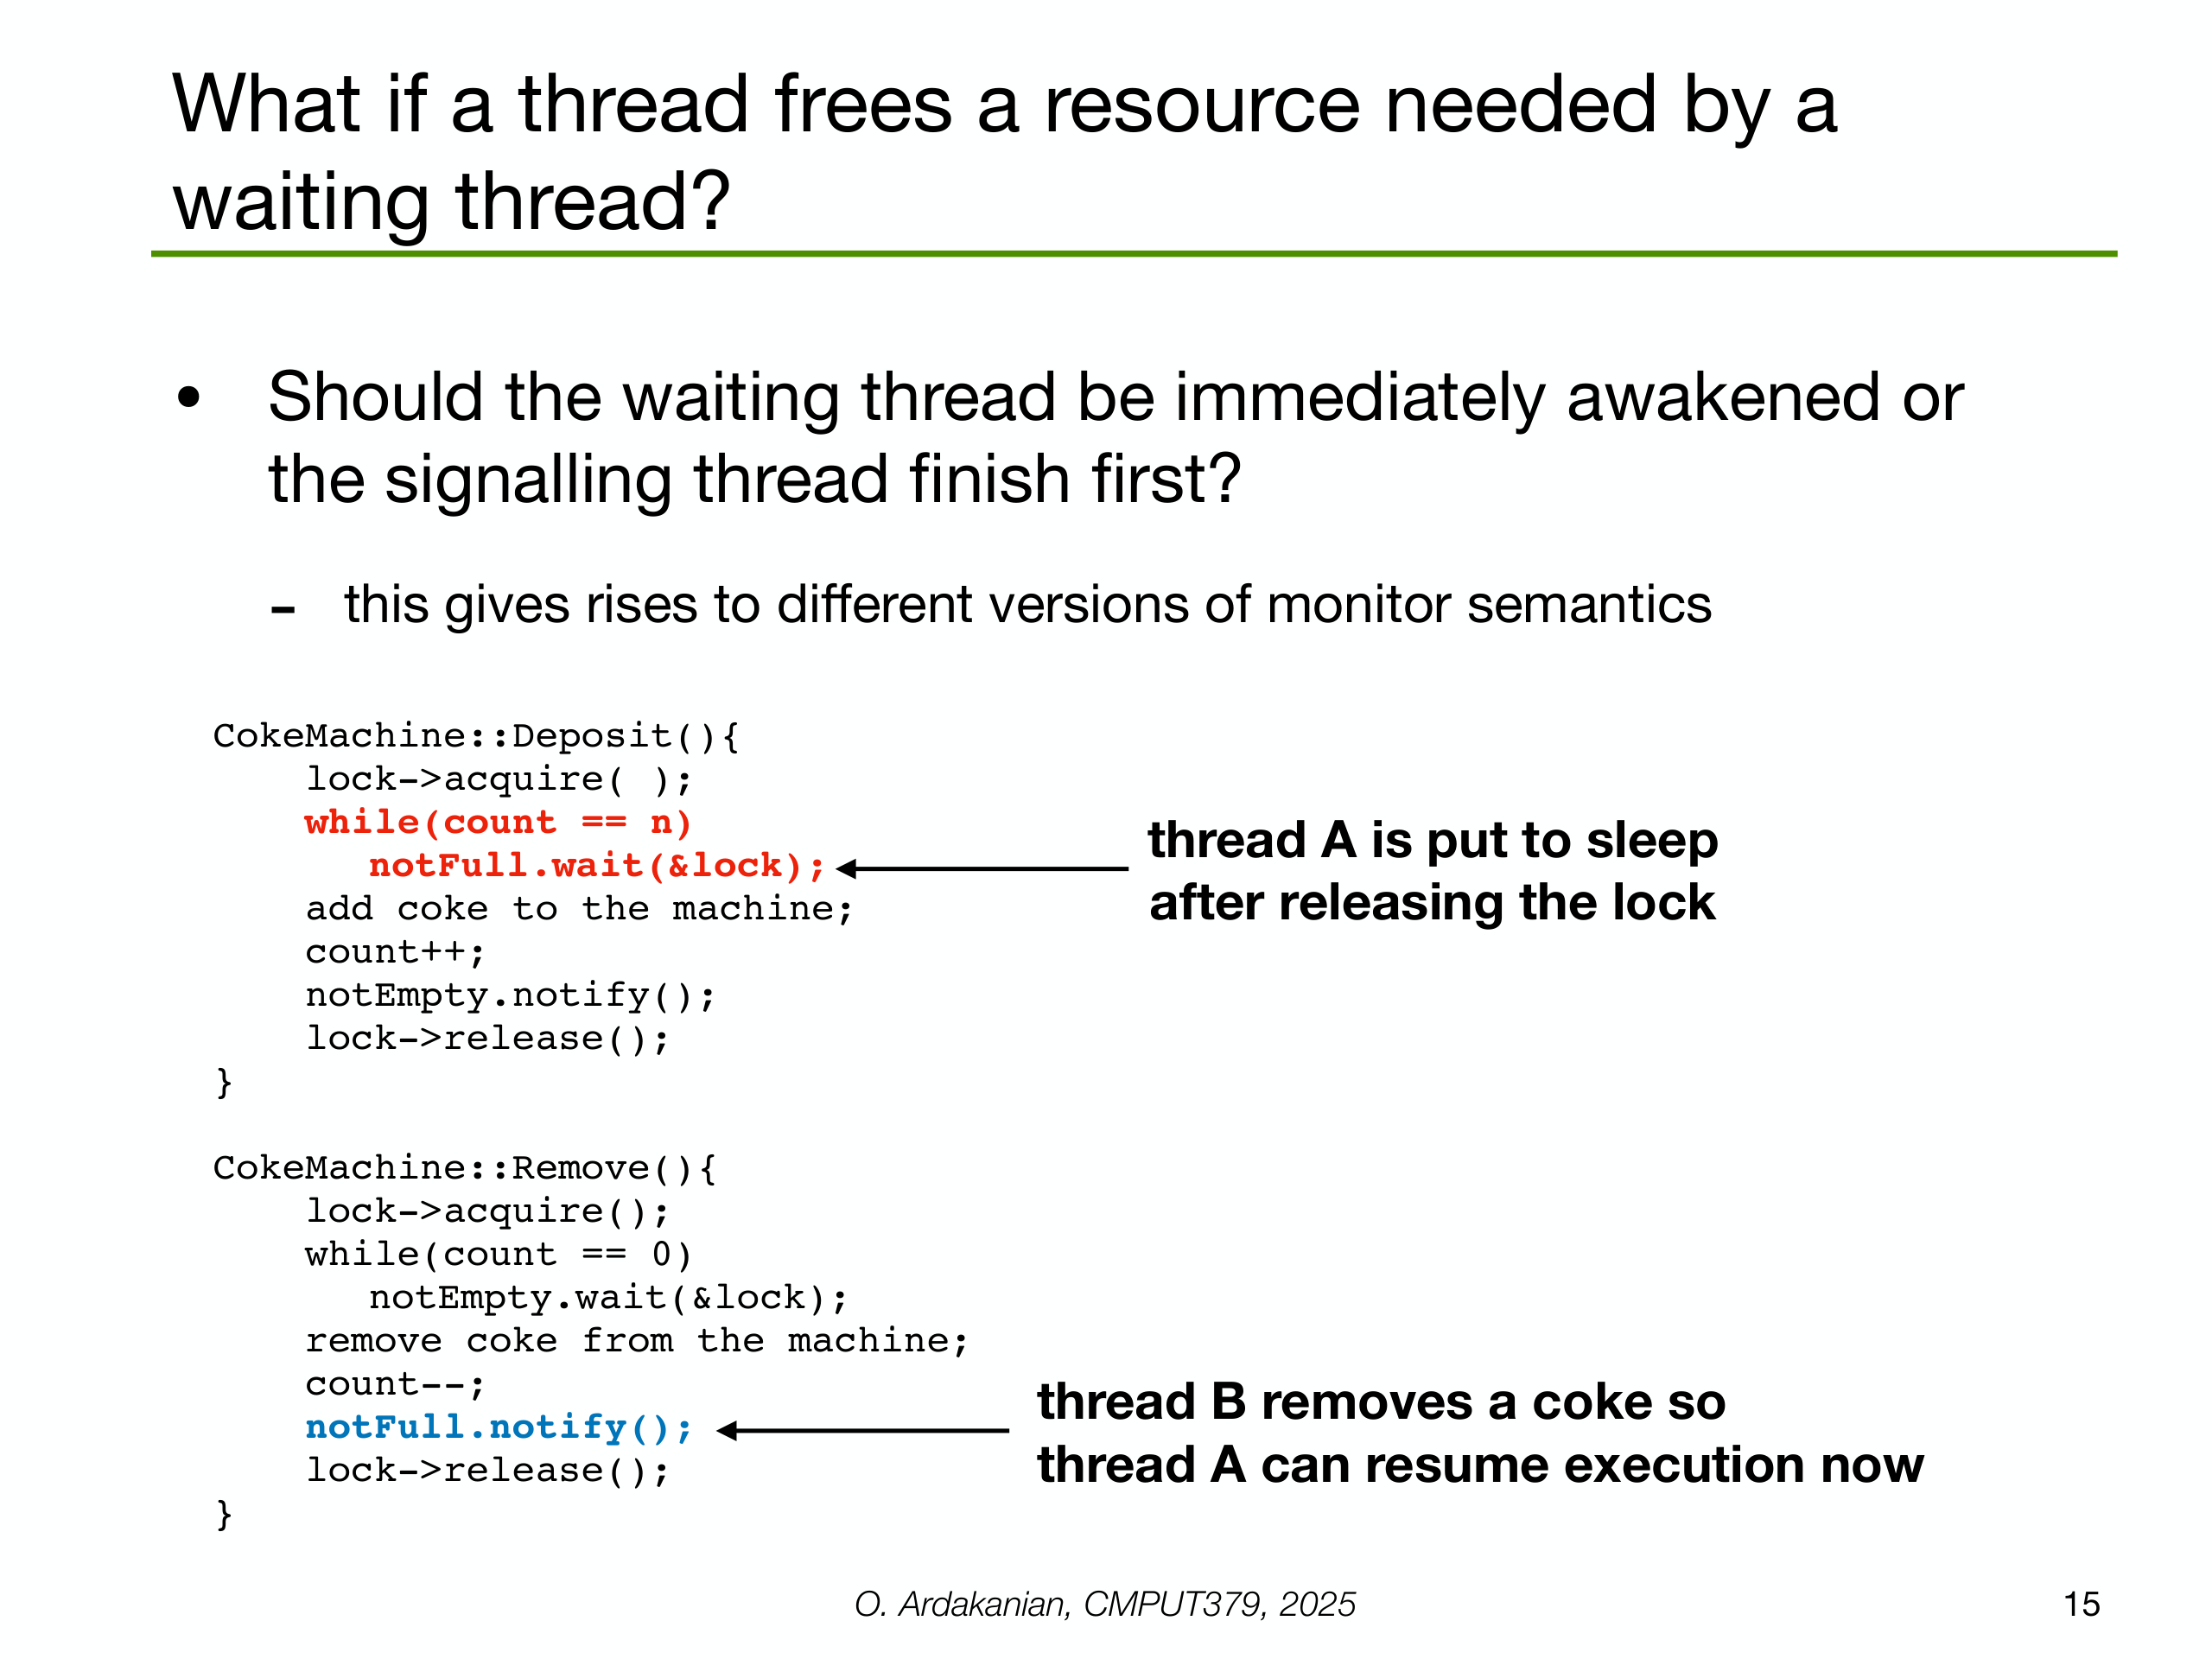 What if a thread frees a resource needed by a
waiting thread?
• Should the waiting thread be immediately awakened or
the signalling thread finish first?
- this gives rises to different versions of monitor semantics
CokeMachine::Deposit(){
lock->acquire( );
while(count == n)
notFull.wait(&lock);
thread A is put to sleep
after releasing the lock
add coke to the machine;
count++;
notEmpty.notify();
lock->release();
}
CokeMachine::Remove(){
lock->acquire();
while(count == 0)
notEmpty.wait(&lock);
remove coke from the machine;
count--;
notFull.notify();
thread B removes a coke so
thread A can resume execution now
lock->release();
}
O. Ardakanian, CMPUT379, 2025
15